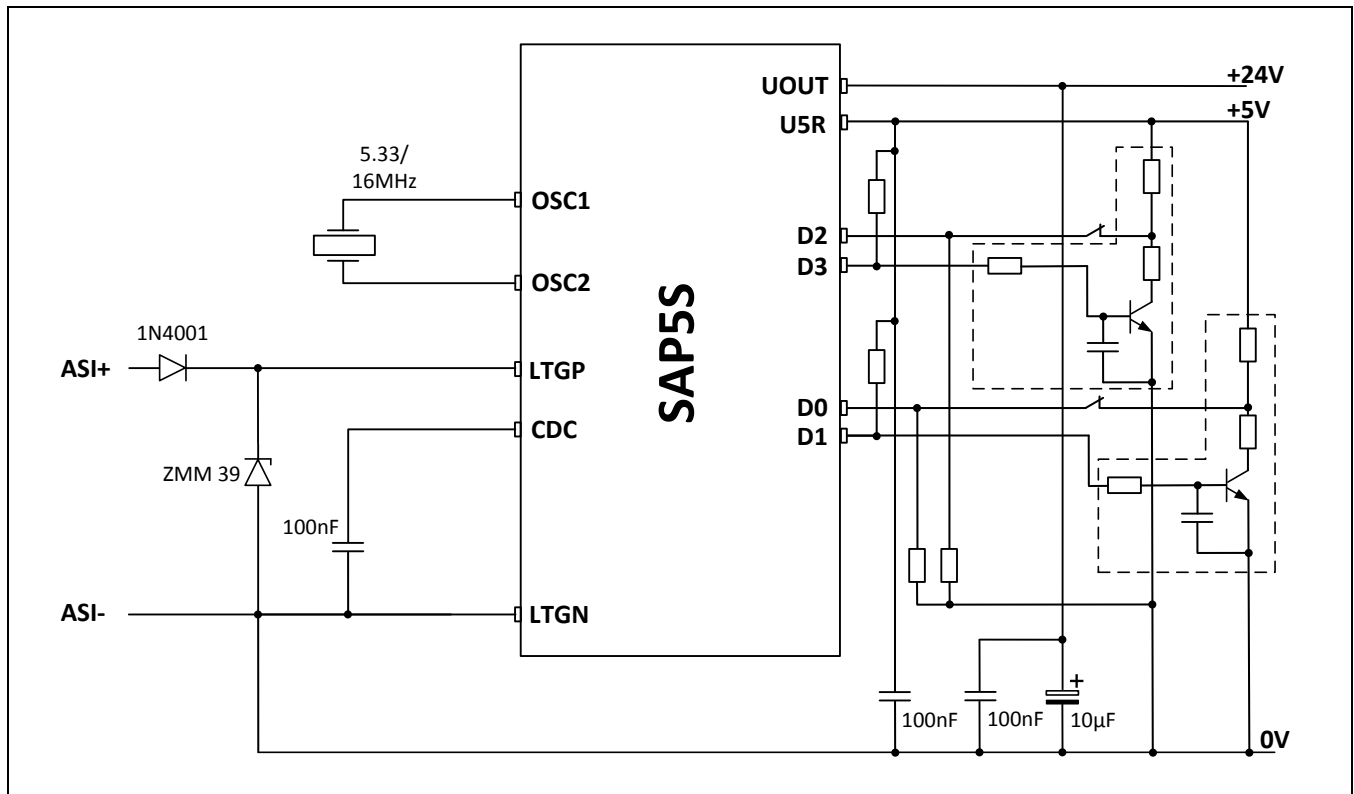 UOUT
+24V
U5R
+5V
5.33/
16MHz
OSC1
D2
D3
OSC2
SAP5S
1N4001
ASI+
LTGP
D0
CDC
D1
ZMM 39
100nF
ASI-
LTGN
+
100nF
100nF
10µF
0V